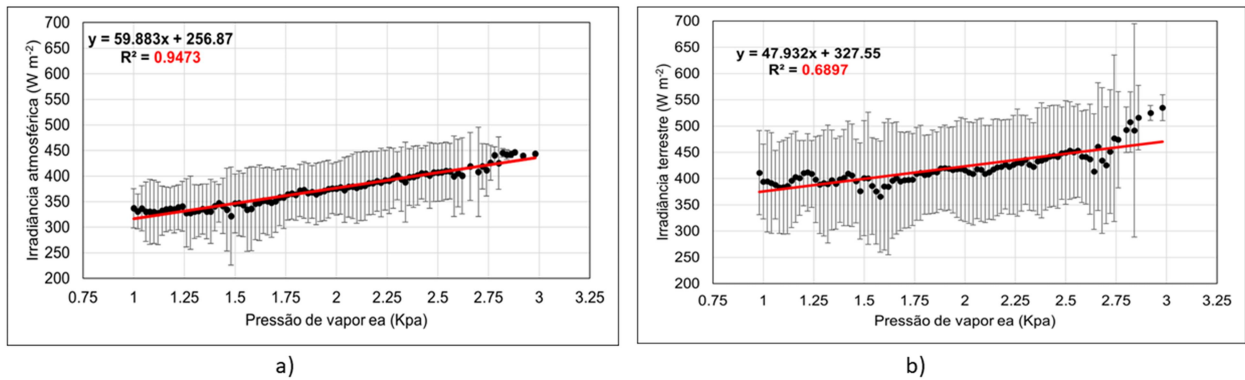 y = 59.883x + 256.87
R² = 0.9473
Irradiância atmosférica (W m⁻²)
700
650
600
550
500
450
400
350
300
250
200
0.75 1 1.25 1.5 1.75 2 2.25 2.5 2.75 3 3.25
Pressão de vapor ea (Kpa)
a)
y = 47.932x + 327.55
R² = 0.6897
Irradiância terrestre (W m⁻²)
700
650
600
550
500
450
400
350
300
250
200
0.75 1 1.25 1.5 1.75 2 2.25 2.5 2.75 3 3.25
Pressão de vapor ea (Kpa)
b)